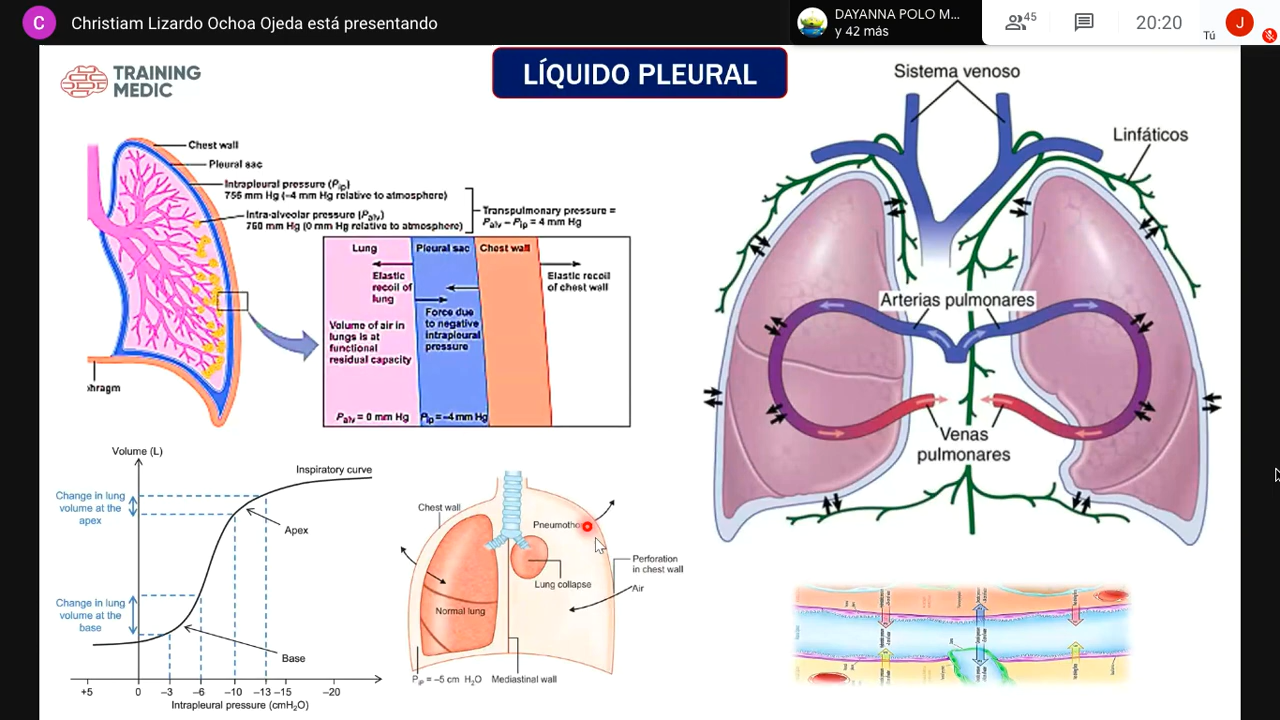 C
Christiam Lizardo Ochoa Ojeda está presentando
DAYANNA POLO M...
y 42 más
45
20:20
Tú
J
TRAINING
MEDIC
LÍQUIDO PLEURAL
Chest wall
Pleural sac
Intrapleural pressure (Pip)
756 mm Hg (–4 mm Hg relative to atmosphere)
Intra-alveolar pressure (Palv)
760 mm Hg (0 mm Hg relative to atmosphere)
Transpulmonary pressure =
Palv – Pip = 4 mm Hg
Lung
Pleural sac
Chest wall
Elastic
recoil of
lung
Elastic recoil
of chest wall
Force due
to negative
intrapleural
pressure
Volume of air in
lungs is at
functional
residual capacity
Palv = 0 mm Hg
Pip = –4 mm Hg
hragm
Volume (L)
Inspiratory curve
Change in lung
volume at the
apex
Apex
Change in lung
volume at the
base
Base
+5 0 –3 –6 –10 –13 –15 –20
Intrapleural pressure (cmH2O)
Chest wall
Pneumotho
Perforation
in chest wall
Lung collapse
Air
Normal lung
PIP = –5 cm H2O
Mediastinal wall
Sistema venoso
Linfáticos
Arterias pulmonares
Venas
pulmonares